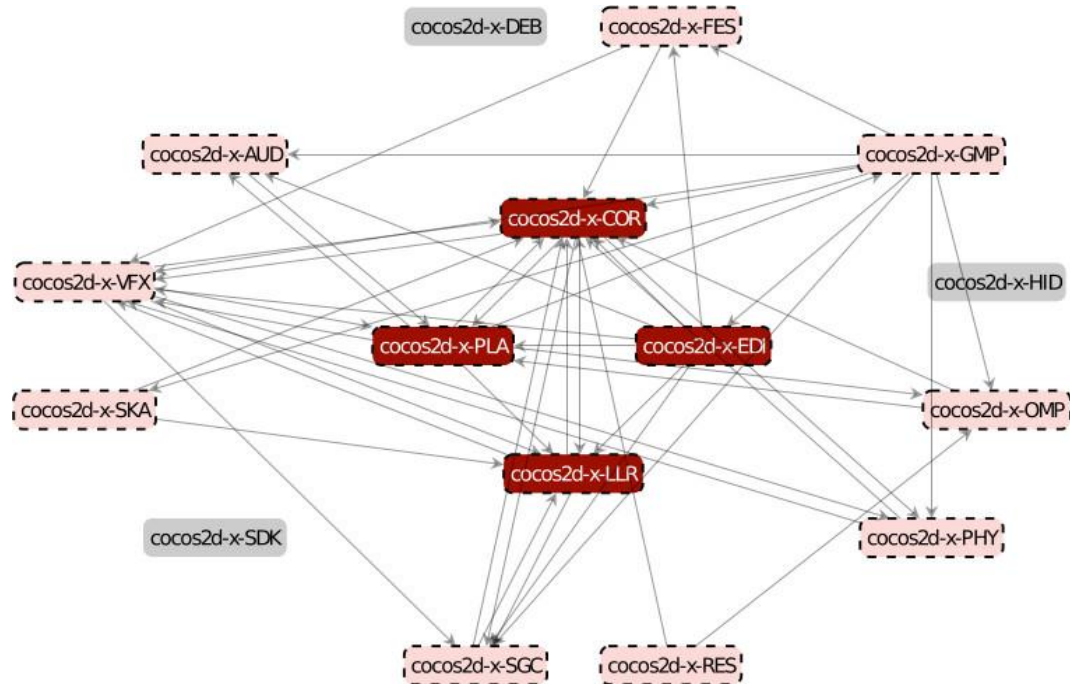 cocos2d-x-DEB
cocos2d-x-FES
cocos2d-x-AUD
cocos2d-x-GMP
cocos2d-x-COR
cocos2d-x-VFX
cocos2d-x-HID
cocos2d-x-PLA
cocos2d-x-EDI
cocos2d-x-SKA
cocos2d-x-OMP
cocos2d-x-LLR
cocos2d-x-SDK
cocos2d-x-PHY
cocos2d-x-SGC
cocos2d-x-RES